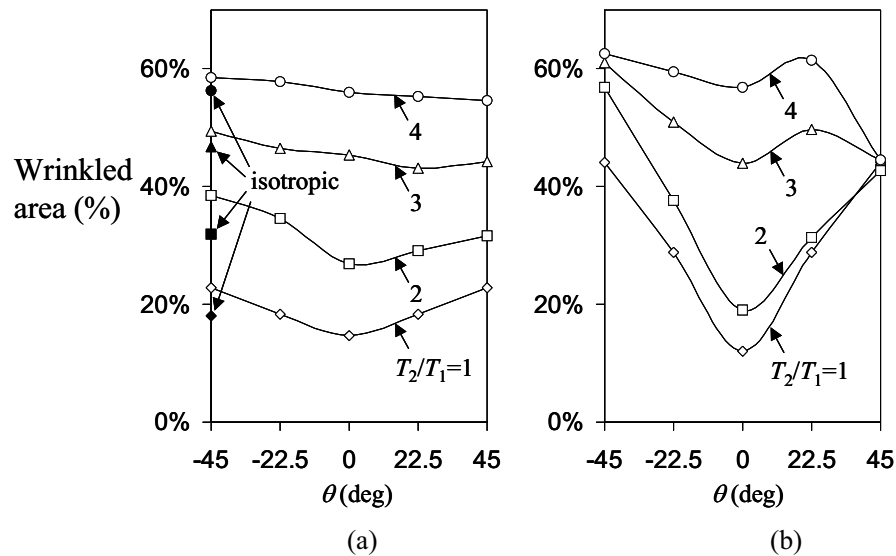 60%
40%
20%
0%
Wrinkled
area (%)
isotropic
4
3
2
T2/T1=1
-45 -22.5 0 22.5 45
θ (deg)
(a)
60%
40%
20%
0%
4
3
2
T2/T1=1
-45 -22.5 0 22.5 45
θ (deg)
(b)